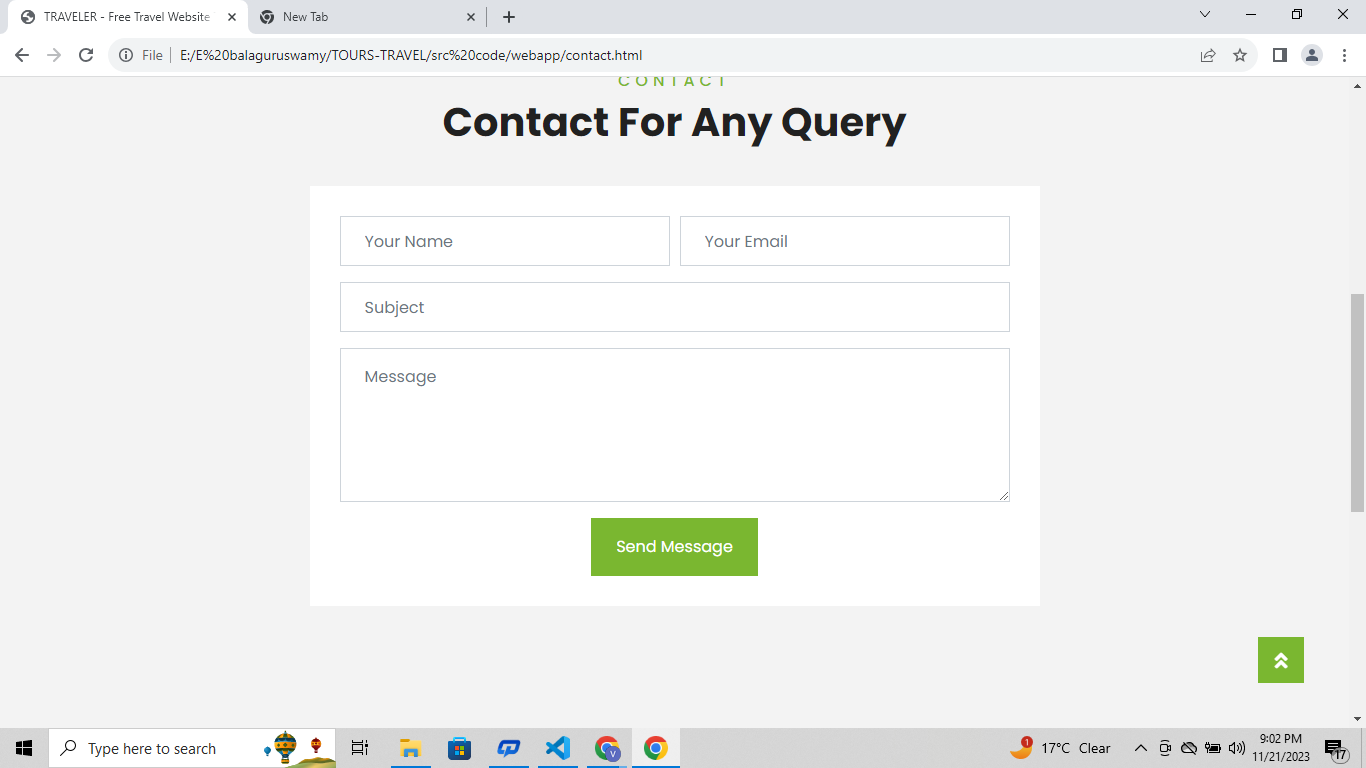 TRAVELER - Free Travel Website
New Tab
File
E:/E%20balaguruswamy/TOURS-TRAVEL/src%20code/webapp/contact.html
CONTACT
Contact For Any Query
Your Name
Your Email
Subject
Message
Send Message
Type here to search
V
1
17°C Clear
9:02 PM
11/21/2023
17